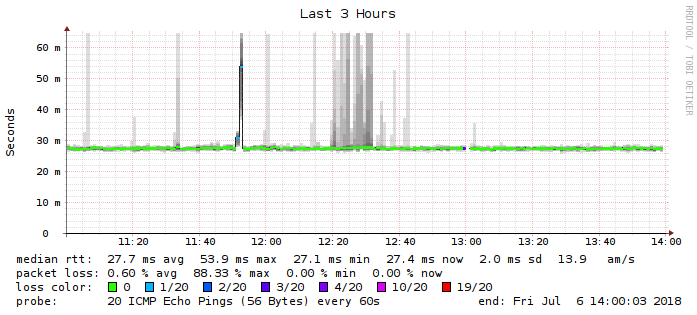 Last 3 Hours
RRDTOOL / TOBI OETIKER
Seconds
60 m
50 m
40 m
30 m
20 m
10 m
0
11:20 11:40 12:00 12:20 12:40 13:00 13:20 13:40 14:00
median rtt: 27.7 ms avg 53.9 ms max 27.1 ms min 27.4 ms now 2.0 ms sd 13.9 am/s
packet loss: 0.60 % avg 88.33 % max 0.00 % min 0.00 % now
loss color: 0 1/20 2/20 3/20 4/20 10/20 19/20
probe: 20 ICMP Echo Pings (56 Bytes) every 60s end: Fri Jul 6 14:00:03 2018